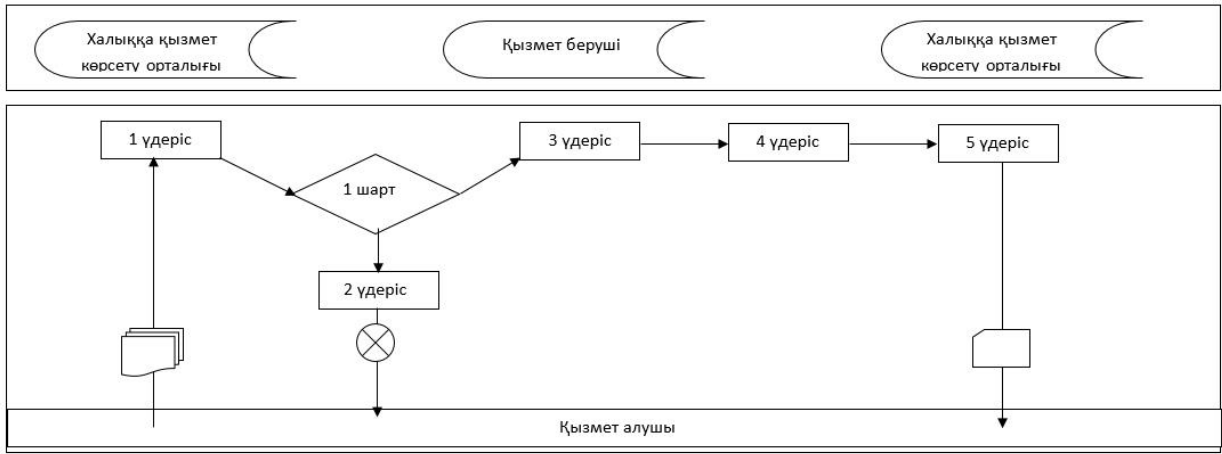 Халыққа қызмет
көрсету орталығы
Қызмет беруші
Халыққа қызмет
көрсету орталығы
1 үдеріс
1 шарт
3 үдеріс
4 үдеріс
5 үдеріс
2 үдеріс
Қызмет алушы